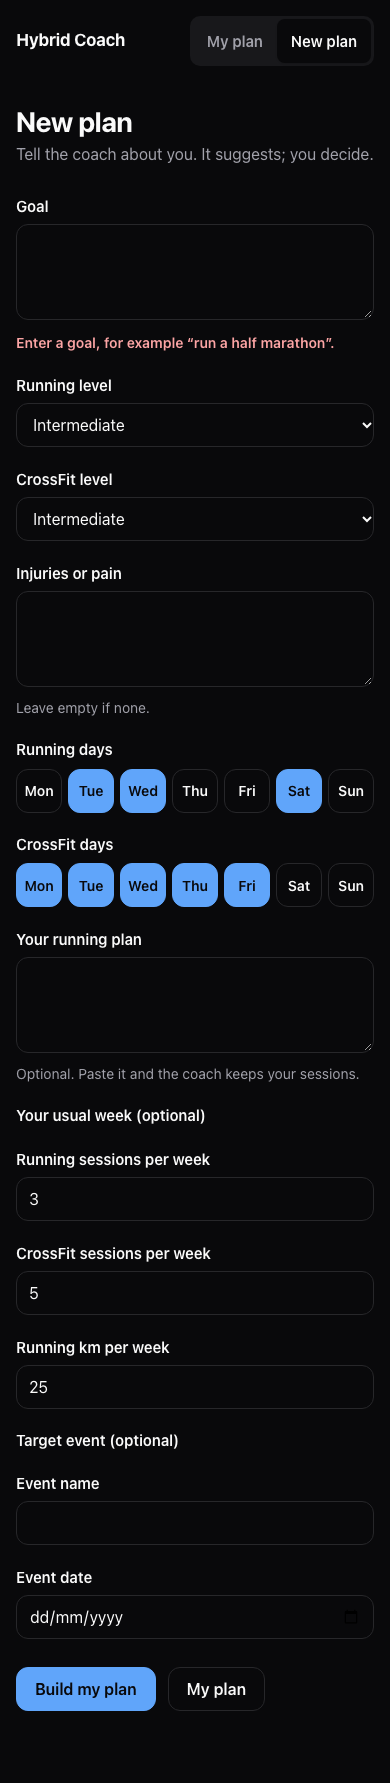 Hybrid Coach
My plan
New plan
New plan
Tell the coach about you. It suggests; you decide.
Goal
Enter a goal, for example “run a half marathon”.
Running level
Intermediate
CrossFit level
Intermediate
Injuries or pain
Leave empty if none.
Running days
Mon Tue Wed Thu Fri Sat Sun
CrossFit days
Mon Tue Wed Thu Fri Sat Sun
Your running plan
Optional. Paste it and the coach keeps your sessions.
Your usual week (optional)
Running sessions per week
3
CrossFit sessions per week
5
Running km per week
25
Target event (optional)
Event name
Event date
dd/mm/yyyy
Build my plan
My plan